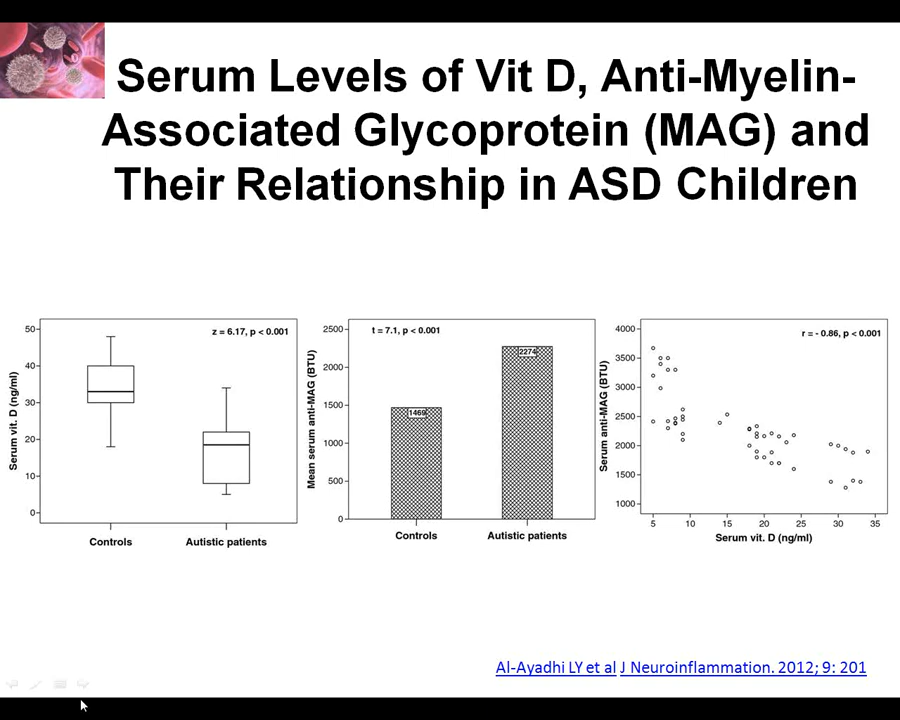 Serum Levels of Vit D, Anti-Myelin-
Associated Glycoprotein (MAG) and
Their Relationship in ASD Children
z = 6.17, p < 0.001
50
40
30
20
10
0
Serum vit. D (ng/ml)
Controls
Autistic patients
t = 7.1, p < 0.001
2500
2000
1500
1000
500
0
Mean serum anti-MAG (BTU)
1469
2274
Controls
Autistic patients
r = - 0.86, p < 0.001
4000
3500
3000
2500
2000
1500
1000
Serum anti-MAG (BTU)
5 10 15 20 25 30 35
Serum vit. D (ng/ml)
Al-Ayadhi LY et al J Neuroinflammation. 2012; 9: 201